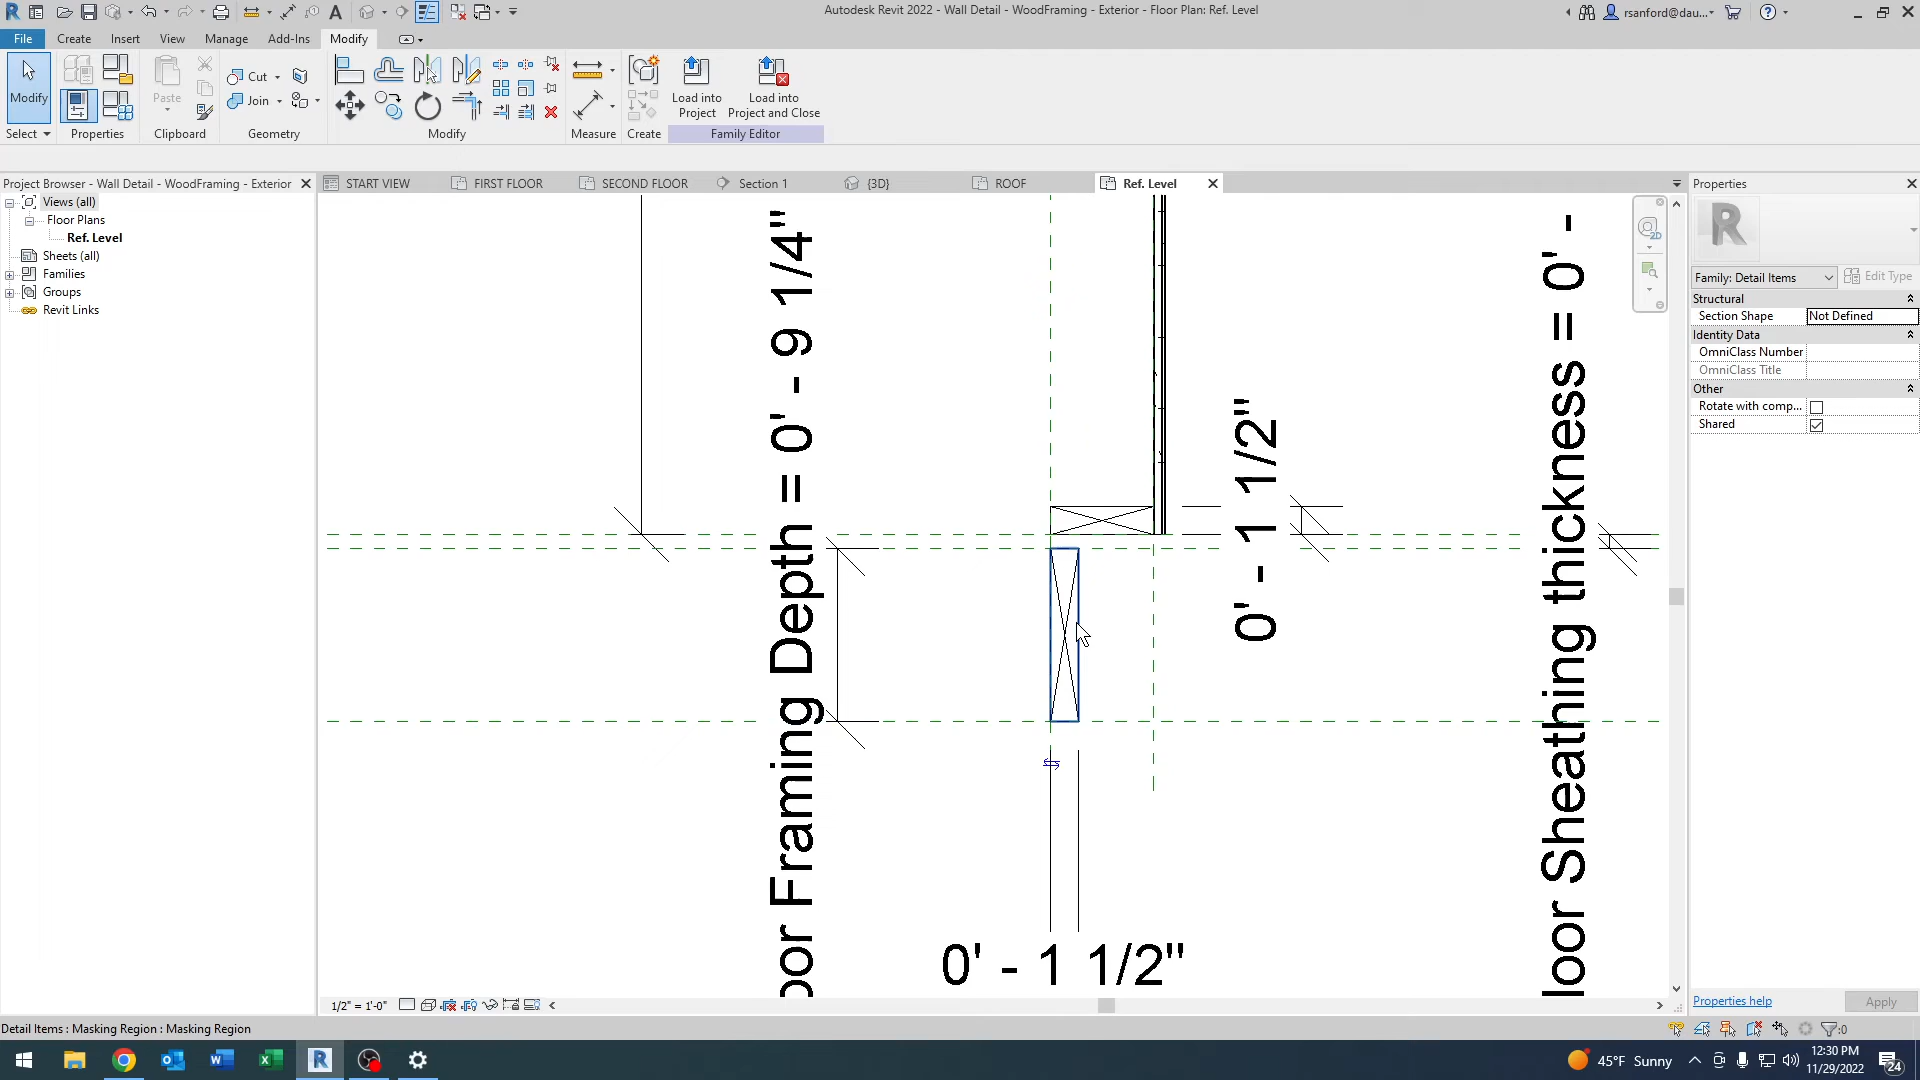 Autodesk Revit 2022 - Wall Detail - WoodFraming - Exterior - Floor Plan: Ref. Level
rsanford@dau...
File Create Insert View Manage Add-Ins Modify
Modify
Paste
Cut
Join
Load into Project
Load into Project and Close
Select Properties Clipboard Geometry Modify Measure Create Family Editor
Project Browser - Wall Detail - WoodFraming - Exterior
START VIEW
FIRST FLOOR
SECOND FLOOR
Section 1
{3D}
ROOF
Ref. Level
Properties
Views (all)
Floor Plans
Ref. Level
Sheets (all)
Families
Groups
Revit Links
oor Framing Depth = 0' - 9 1/4"
0' - 1 1/2"
loor Sheathing thickness = 0' -
0' - 1 1/2"
2D
R
Family: Detail Items
Edit Type
Structural
Section Shape Not Defined
Identity Data
OmniClass Number
OmniClass Title
Other
Rotate with comp...
Shared
Properties help
Apply
1/2" = 1'-0"
Detail Items : Masking Region : Masking Region
:0
45°F Sunny
12:30 PM
11/29/2022
24